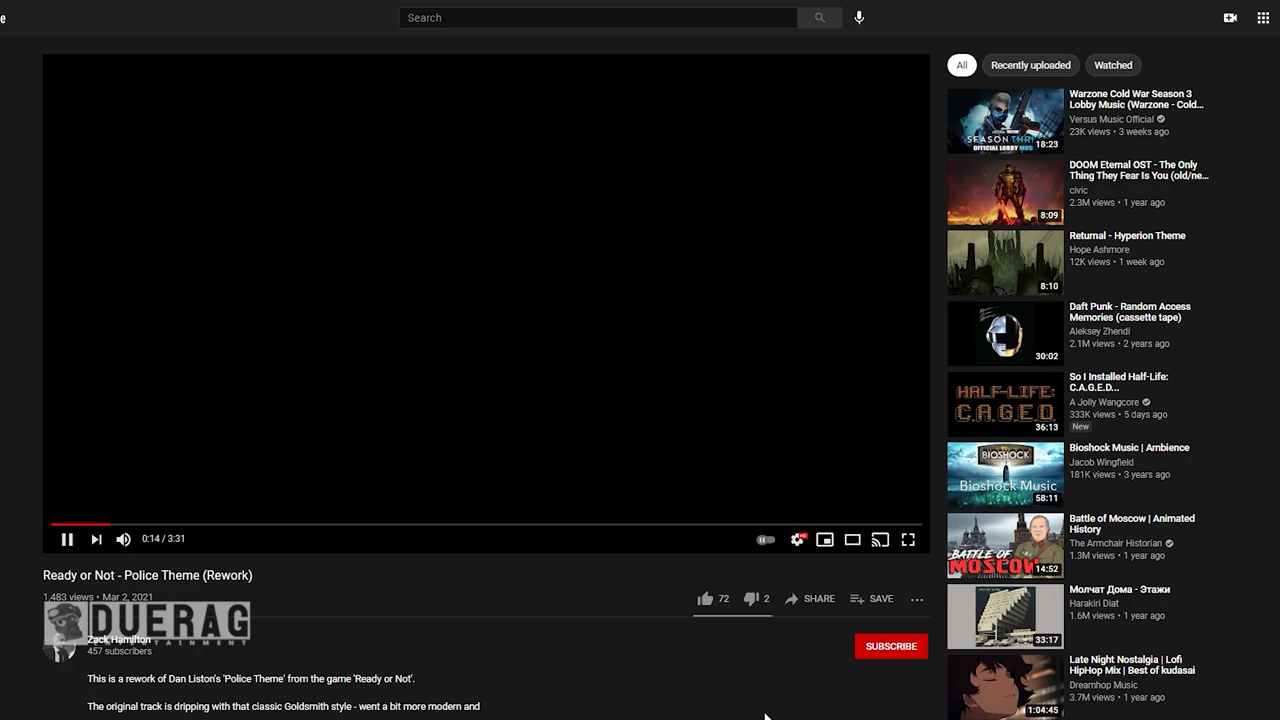 e
Search
0:14 / 3:31
Ready or Not - Police Theme (Rework)
1,483 views • Mar 2, 2021
72
2
SHARE
SAVE
DUERAG
TAINMENT
Zack Hamilton
457 subscribers
SUBSCRIBE
This is a rework of Dan Liston's 'Police Theme' from the game 'Ready or Not'.
The original track is dripping with that classic Goldsmith style - went a bit more modern and
All
Recently uploaded
Watched
SEASON THR
OFFICIAL LOBBY MUS
18:23
Warzone Cold War Season 3
Lobby Music (Warzone - Cold...
Versus Music Official
23K views • 3 weeks ago
8:09
DOOM Eternal OST - The Only
Thing They Fear Is You (old/ne...
civic
2.3M views • 1 year ago
8:10
Returnal - Hyperion Theme
Hope Ashmore
12K views • 1 week ago
30:02
Daft Punk - Random Access
Memories (cassette tape)
Aleksey Zhendi
2.1M views • 2 years ago
HALF-LIFE:
C.A.G.E.D.
36:13
So I Installed Half-Life:
C.A.G.E.D...
A Jolly Wangcore
333K views • 5 days ago
New
BIOSHOCK
Bioshock Music
58:11
Bioshock Music | Ambience
Jacob Wingfield
181K views • 3 years ago
BATTLE OF
MOSCOW
14:52
Battle of Moscow | Animated
History
The Armchair Historian
1.3M views • 1 year ago
33:17
Молчат Дома - Этажи
Harakiri Diat
1.6M views • 1 year ago
1:04:45
Late Night Nostalgia | Lofi
HipHop Mix | Best of kudasai
Dreamhop Music
3.7M views • 1 year ago